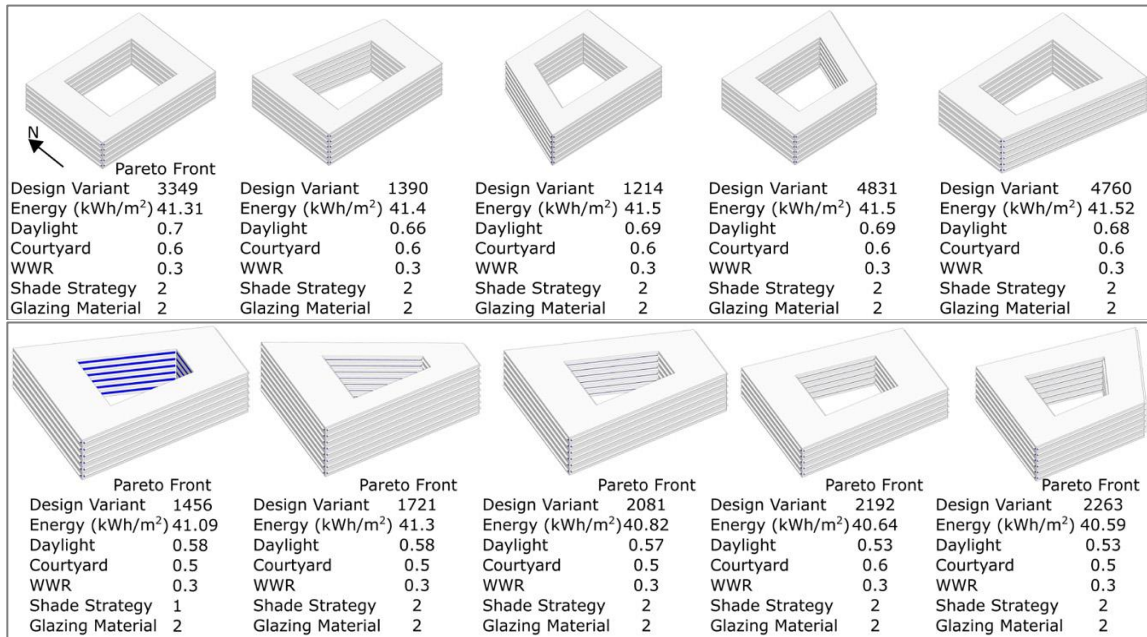 N
Pareto Front
Design Variant 3349 Design Variant 1390 Design Variant 1214 Design Variant 4831 Design Variant 4760
Energy (kWh/m²) 41.31 Energy (kWh/m²) 41.4 Energy (kWh/m²) 41.5 Energy (kWh/m²) 41.5 Energy (kWh/m²) 41.52
Daylight 0.7 Daylight 0.66 Daylight 0.69 Daylight 0.69 Daylight 0.68
Courtyard 0.6 Courtyard 0.6 Courtyard 0.6 Courtyard 0.6 Courtyard 0.6
WWR 0.3 WWR 0.3 WWR 0.3 WWR 0.3 WWR 0.3
Shade Strategy 2 Shade Strategy 2 Shade Strategy 2 Shade Strategy 2 Shade Strategy 2
Glazing Material 2 Glazing Material 2 Glazing Material 2 Glazing Material 2 Glazing Material 2
Pareto Front Pareto Front Pareto Front Pareto Front Pareto Front
Design Variant 1456 Design Variant 1721 Design Variant 2081 Design Variant 2192 Design Variant 2263
Energy (kWh/m²) 41.09 Energy (kWh/m²) 41.3 Energy (kWh/m²) 40.82 Energy (kWh/m²) 40.64 Energy (kWh/m²) 40.59
Daylight 0.58 Daylight 0.58 Daylight 0.57 Daylight 0.53 Daylight 0.53
Courtyard 0.5 Courtyard 0.5 Courtyard 0.5 Courtyard 0.6 Courtyard 0.5
WWR 0.3 WWR 0.3 WWR 0.3 WWR 0.3 WWR 0.3
Shade Strategy 1 Shade Strategy 2 Shade Strategy 2 Shade Strategy 2 Shade Strategy 2
Glazing Material 2 Glazing Material 2 Glazing Material 2 Glazing Material 2 Glazing Material 2